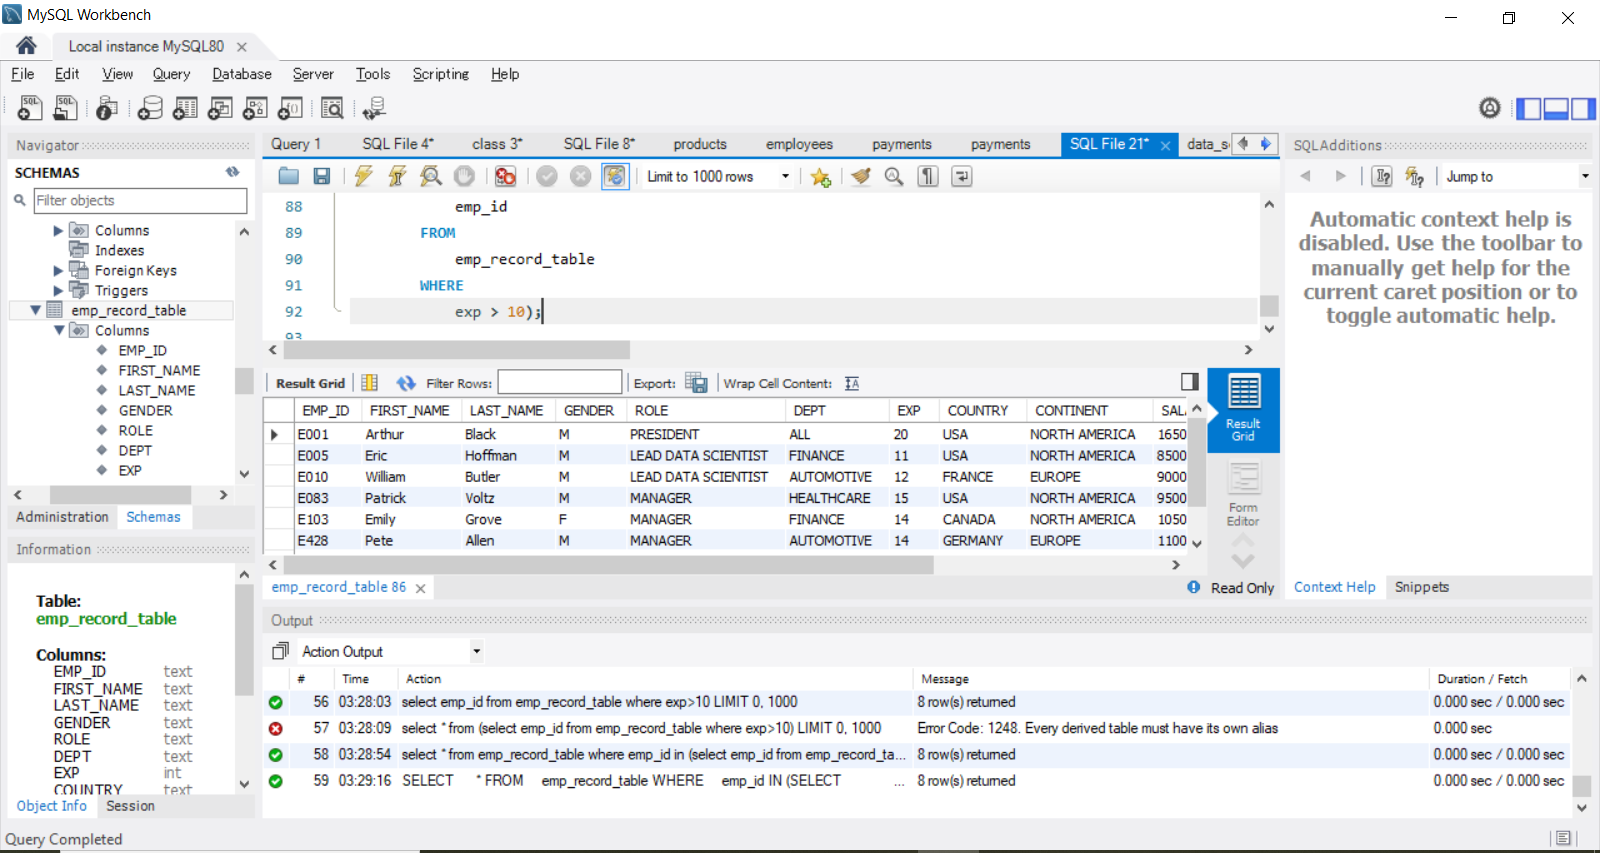 MySQL Workbench
Local instance MySQL80
File Edit View Query Database Server Tools Scripting Help
Navigator
SCHEMAS
Filter objects
Columns
Indexes
Foreign Keys
Triggers
emp_record_table
Columns
EMP_ID
FIRST_NAME
LAST_NAME
GENDER
ROLE
DEPT
EXP
Administration Schemas
Information
Table:
emp_record_table
Columns:
EMP_ID text
FIRST_NAME text
LAST_NAME text
GENDER text
ROLE text
DEPT text
EXP int
COUNTRY text
Object Info Session
Query 1 SQL File 4* class 3* SQL File 8* products employees payments payments SQL File 21* data_s
Limit to 1000 rows
88 emp_id
89 FROM
90 emp_record_table
91 WHERE
92 exp > 10);
93
Result Grid Filter Rows: Export: Wrap Cell Content:
EMP_ID FIRST_NAME LAST_NAME GENDER ROLE DEPT EXP COUNTRY CONTINENT SAL
E001 Arthur Black M PRESIDENT ALL 20 USA NORTH AMERICA 1650
E005 Eric Hoffman M LEAD DATA SCIENTIST FINANCE 11 USA NORTH AMERICA 8500
E010 William Butler M LEAD DATA SCIENTIST AUTOMOTIVE 12 FRANCE EUROPE 9000
E083 Patrick Voltz M MANAGER HEALTHCARE 15 USA NORTH AMERICA 9500
E103 Emily Grove F MANAGER FINANCE 14 CANADA NORTH AMERICA 1050
E428 Pete Allen M MANAGER AUTOMOTIVE 14 GERMANY EUROPE 1100
Result
Grid
Form
Editor
emp_record_table 86
Read Only
SQLAdditions
Jump to
Automatic context help is
disabled. Use the toolbar to
manually get help for the
current caret position or to
toggle automatic help.
Context Help Snippets
Output
Action Output
# Time Action Message Duration / Fetch
56 03:28:03 select emp_id from emp_record_table where exp>10 LIMIT 0, 1000 8 row(s) returned 0.000 sec / 0.000 sec
57 03:28:09 select * from (select emp_id from emp_record_table where exp>10) LIMIT 0, 1000 Error Code: 1248. Every derived table must have its own alias 0.000 sec
58 03:28:54 select * from emp_record_table where emp_id in (select emp_id from emp_record_ta... 8 row(s) returned 0.000 sec / 0.000 sec
59 03:29:16 SELECT * FROM emp_record_table WHERE emp_id IN (SELECT ... 8 row(s) returned 0.000 sec / 0.000 sec
Query Completed